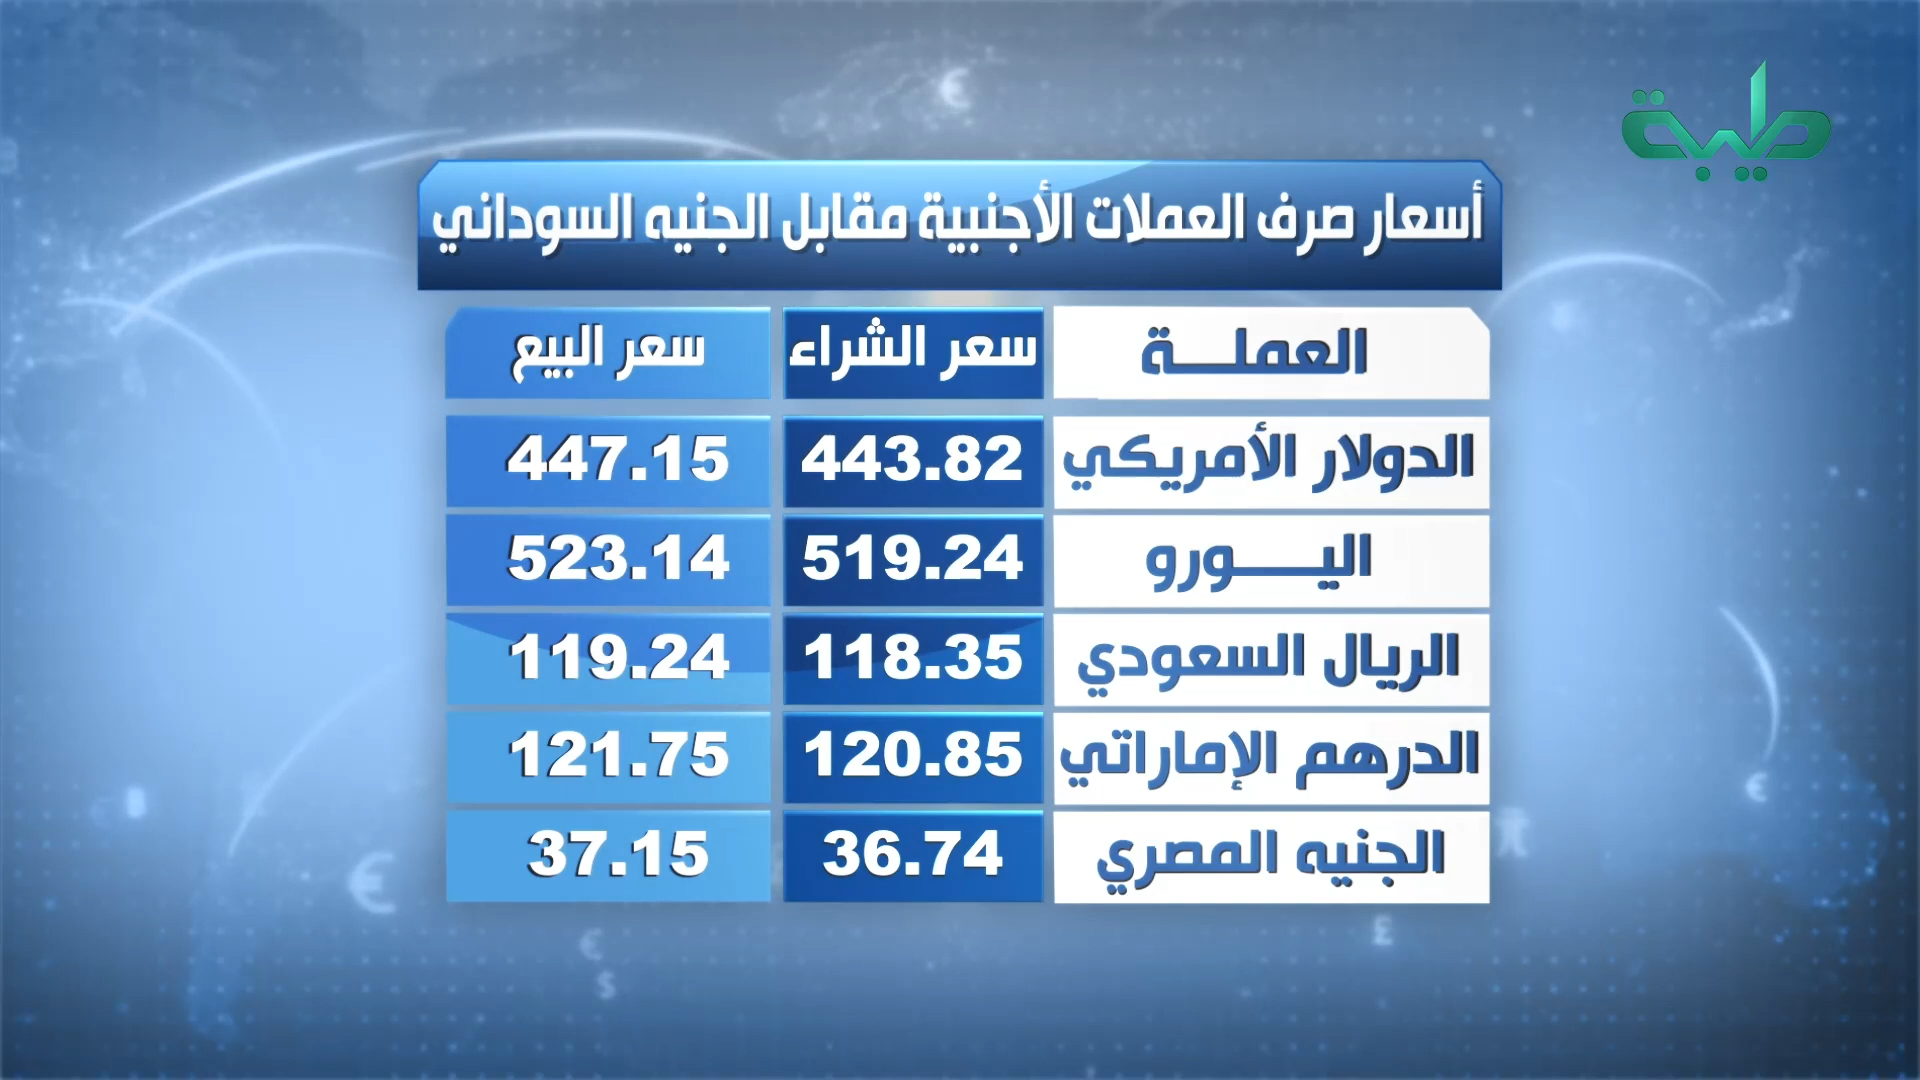 طيبة
أسعار صرف العملات الأجنبية مقابل الجنيه السوداني
العملـــة سعر الشراء سعر البيع
الدولار الأمريكي 443.82 447.15
اليـــــورو 519.24 523.14
الريال السعودي 118.35 119.24
الدرهم الإماراتي 120.85 121.75
الجنيه المصري 36.74 37.15